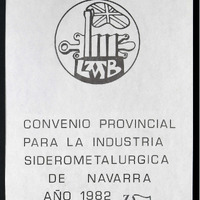 LMB
CONVENIO PROVINCIAL
PARA LA INDUSTRIA
SIDEROMETALURGICA
DE NAVARRA
AÑO 1982